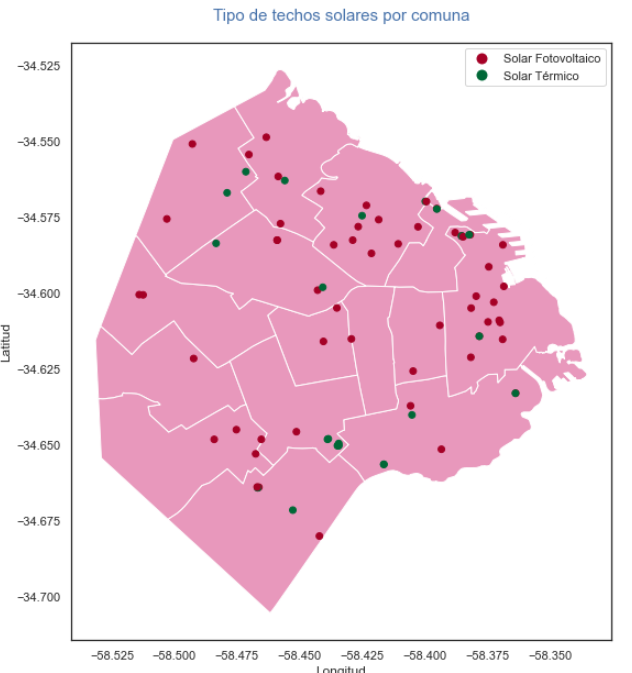 Tipo de techos solares por comuna
Solar Fotovoltaico
Solar Térmico
−34.525
−34.550
−34.575
−34.600
−34.625
−34.650
−34.675
−34.700
Latitud
−58.525 −58.500 −58.475 −58.450 −58.425 −58.400 −58.375 −58.350
Longitud